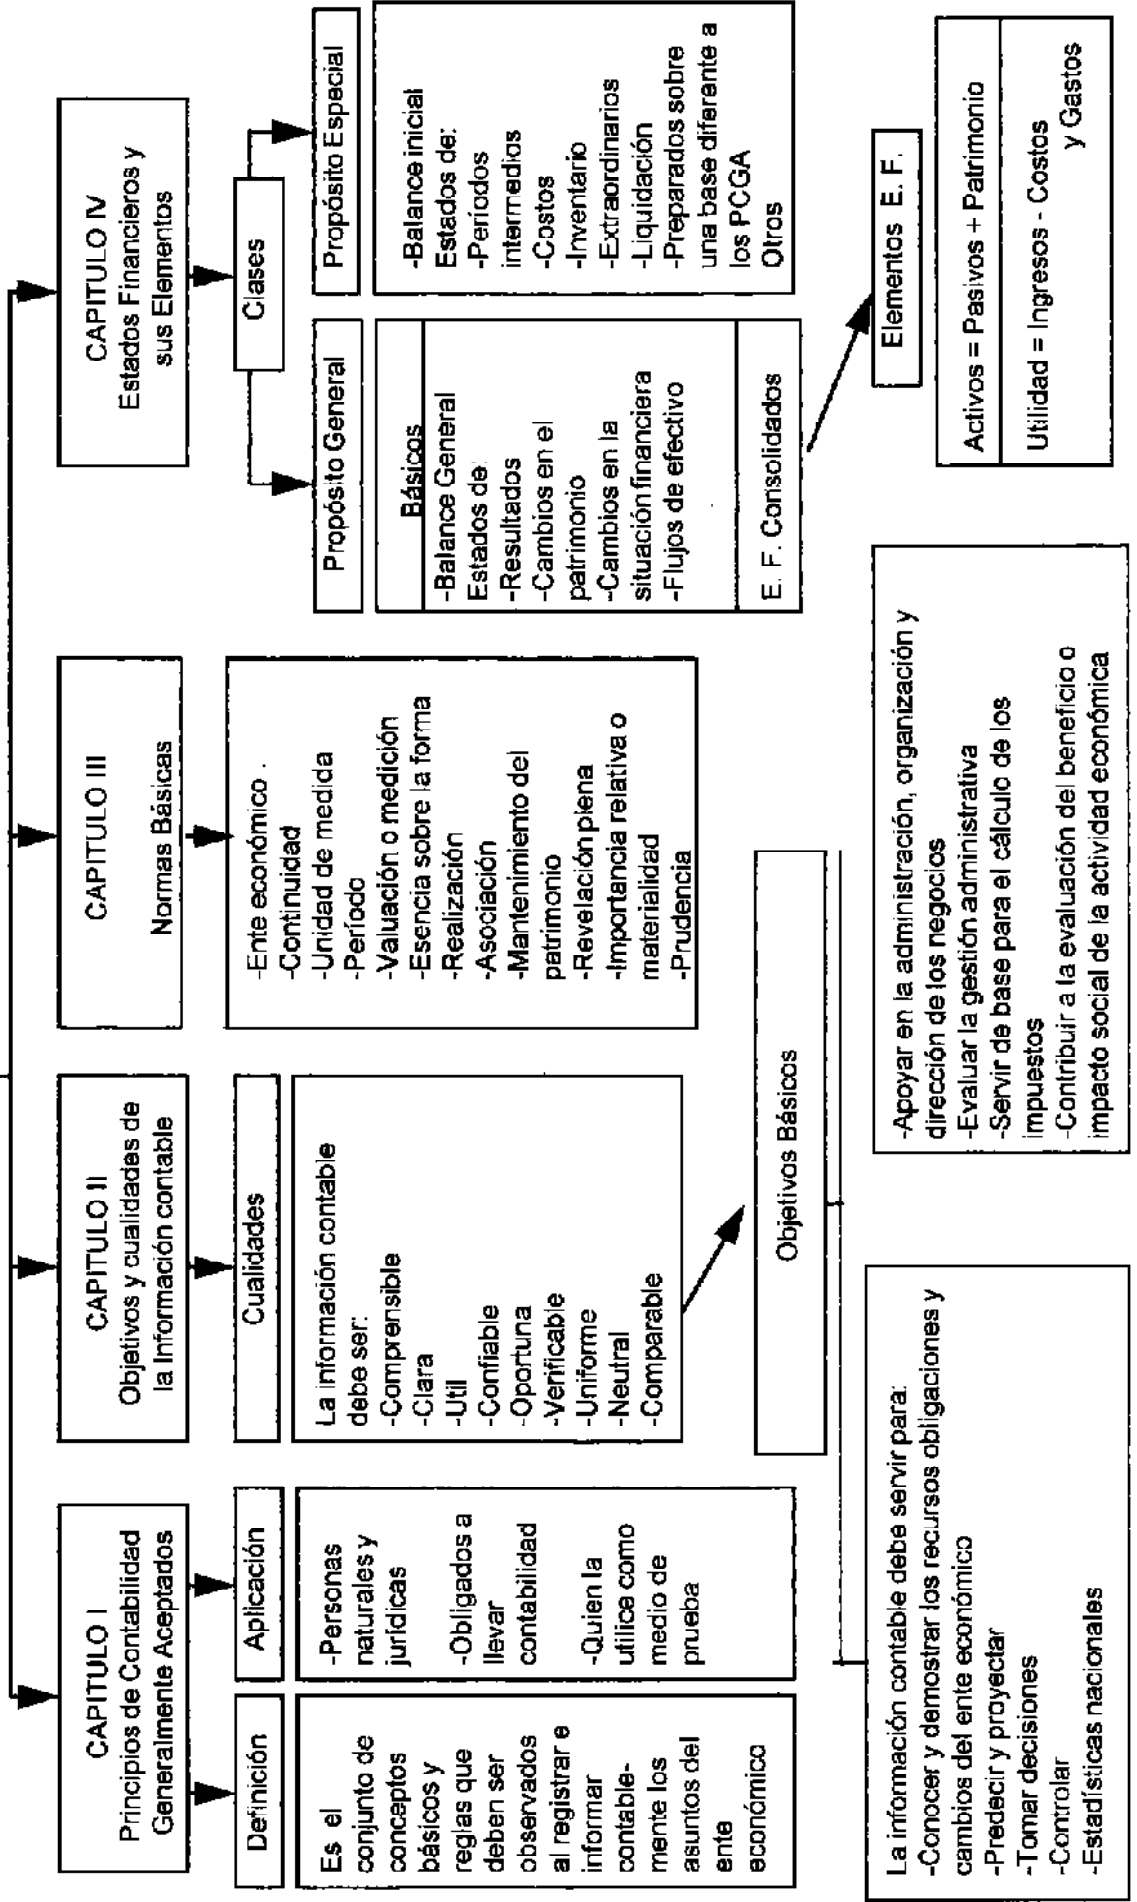 CAPITULO I
Principios de Contabilidad
Generalmente Aceptados
Definición
Es el
conjunto de
conceptos
básicos y
reglas que
deben ser
observados
al registrar e
informar
contable-
mente los
asuntos del
ente
económico
Aplicación
-Personas
naturales y
jurídicas
-Obligados a
llevar
contabilidad
-Quien la
utilice como
medio de
prueba
CAPITULO II
Objetivos y cualidades de
la Información contable
Cualidades
La información contable
debe ser:
-Comprensible
-Clara
-Util
-Confiable
-Oportuna
-Verificable
-Uniforme
-Neutral
-Comparable
Objetivos Básicos
La información contable debe servir para:
-Conocer y demostrar los recursos obligaciones y
cambios del ente económico
-Predecir y proyectar
-Tomar decisiones
-Controlar
-Estadísticas nacionales
-Apoyar en la administración, organización y
dirección de los negocios
-Evaluar la gestión administrativa
-Servir de base para el cálculo de los
impuestos
-Contribuir a la evaluación del beneficio o
impacto social de la actividad económica
CAPITULO III
Normas Básicas
-Ente económico .
-Continuidad
-Unidad de medida
-Período
-Valuación o medición
-Esencia sobre la forma
-Realización
-Asociación
-Mantenimiento del
patrimonio
-Revelación plena
-Importancia relativa o
materialidad
-Prudencia
CAPITULO IV
Estados Financieros y
sus Elementos
Clases
Propósito General
Básicos
-Balance General
Estados de:
-Resultados
-Cambios en el
patrimonio
-Cambios en la
situación financiera
-Flujos de efectivo
E. F. Consolidados
Propósito Especial
-Balance inicial
Estados de:
-Períodos
intermedios
-Costos
-Inventario
-Extraordinarios
-Liquidación
-Preparados sobre
una base diferente a
los PCGA
Otros
Elementos E. F.
Activos = Pasivos + Patrimonio
Utilidad = Ingresos - Costos
y Gastos